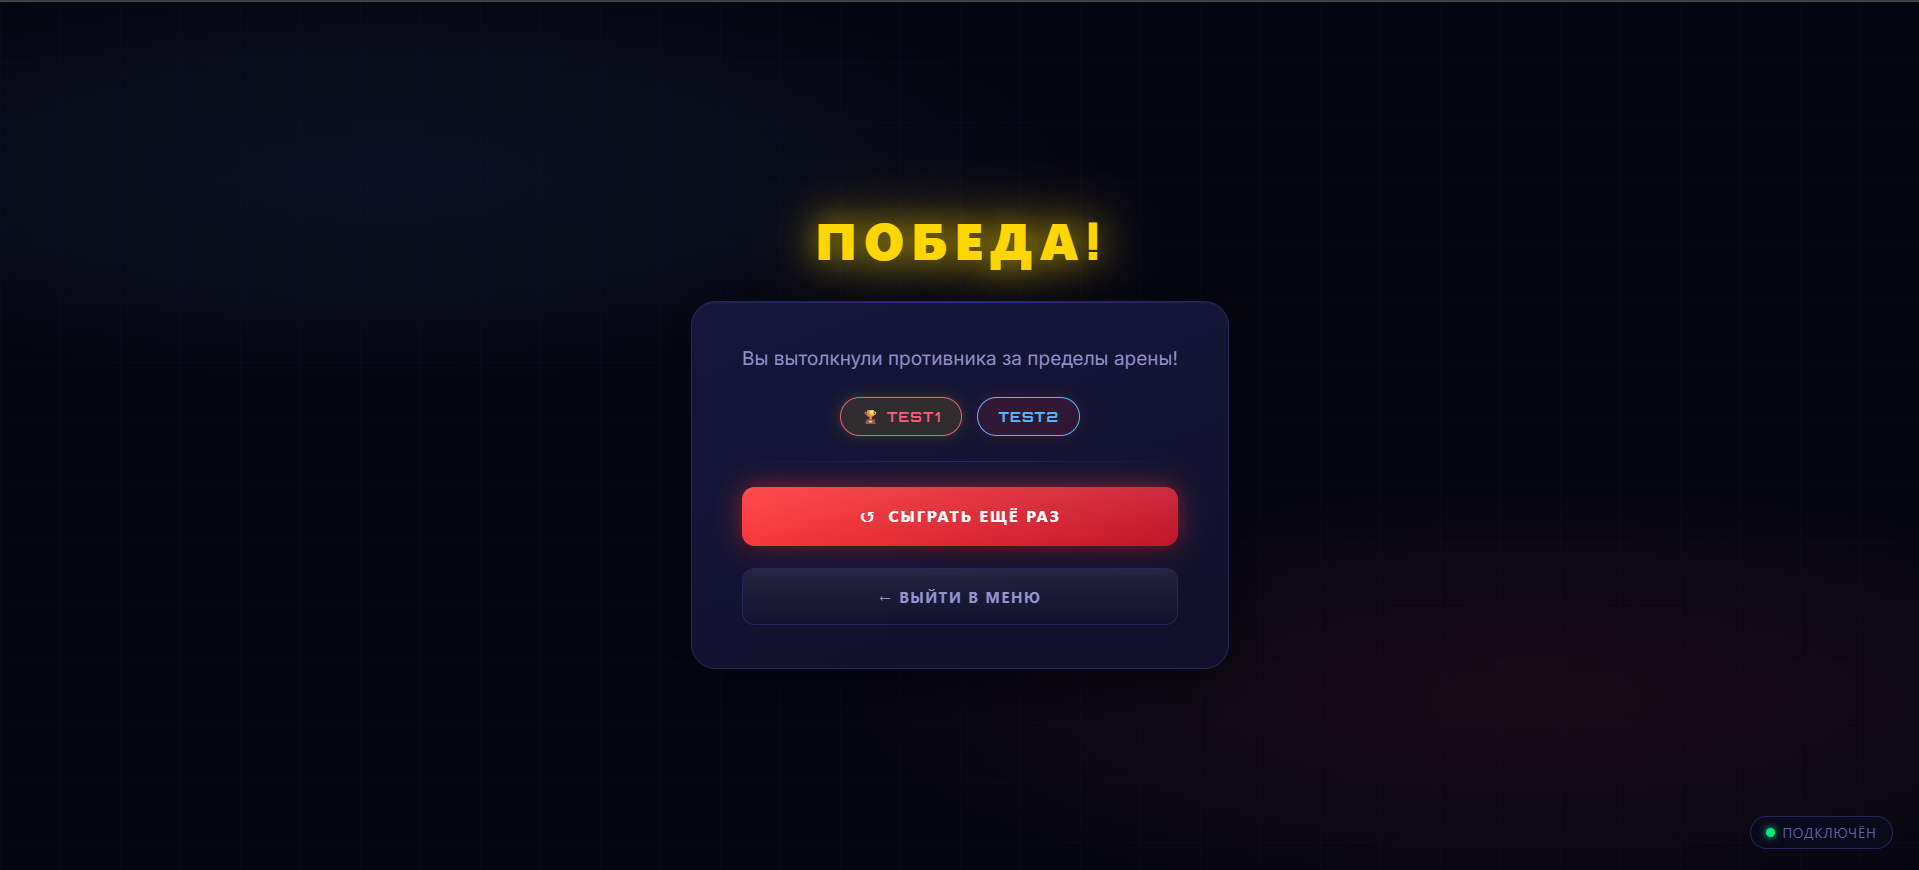 ПОБЕДА!
Вы вытолкнули противника за пределы арены!
🏆 TEST1 TEST2
↺ СЫГРАТЬ ЕЩЁ РАЗ
← ВЫЙТИ В МЕНЮ
ПОДКЛЮЧЁН